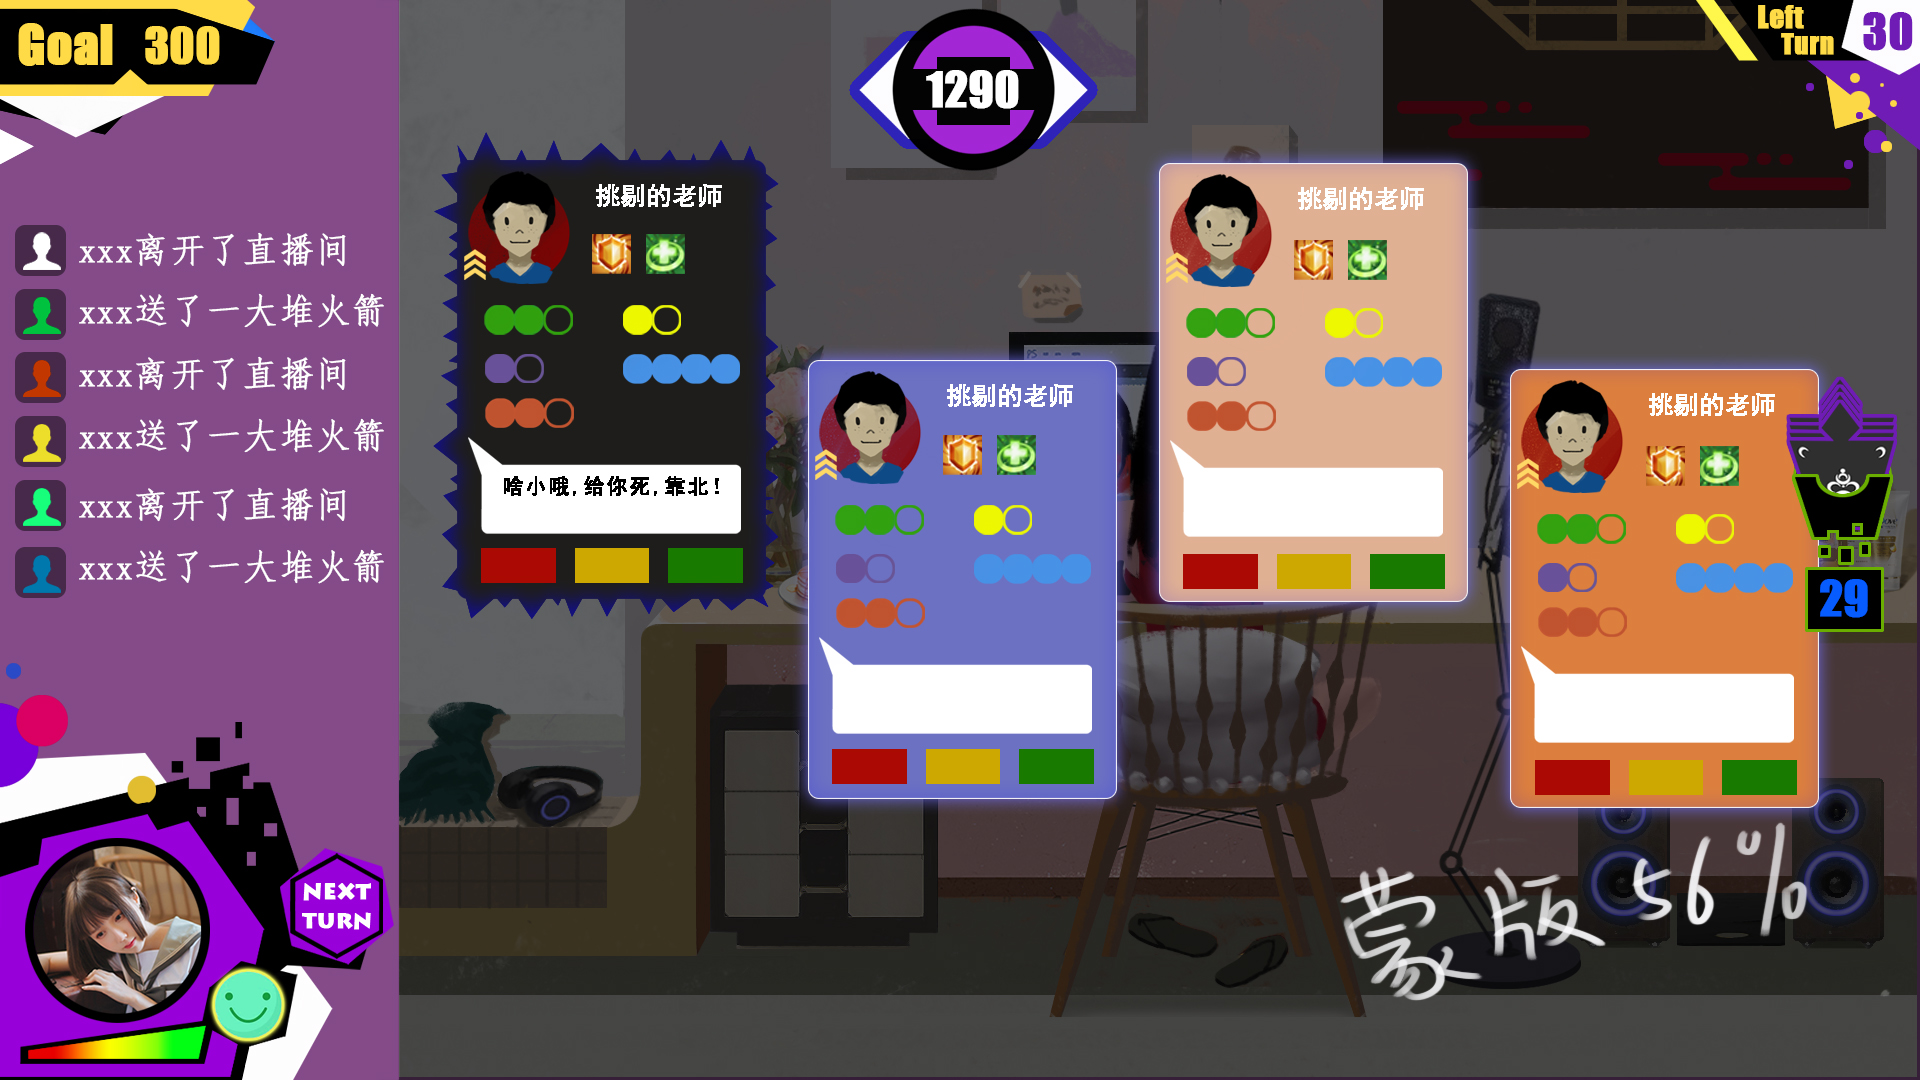 Goal 300
1290
Left
Turn
30
xxx离开了直播间
xxx送了一大堆火箭
xxx离开了直播间
xxx送了一大堆火箭
xxx离开了直播间
xxx送了一大堆火箭
挑剔的老师
啥小哦,给你死,靠北!
挑剔的老师
挑剔的老师
挑剔的老师
29
NEXT
TURN
蒙版56%